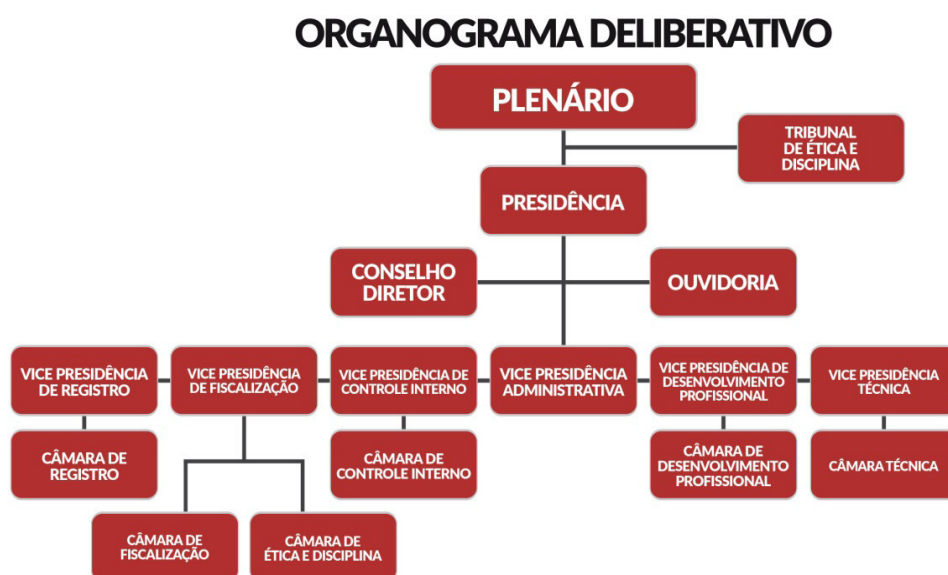 ORGANOGRAMA DELIBERATIVO
PLENÁRIO
TRIBUNAL
DE ÉTICA E
DISCIPLINA
PRESIDÊNCIA
CONSELHO
DIRETOR
OUVIDORIA
VICE PRESIDÊNCIA
DE REGISTRO
VICE PRESIDÊNCIA
DE FISCALIZAÇÃO
VICE PRESIDÊNCIA DE
CONTROLE INTERNO
VICE PRESIDÊNCIA
ADMINISTRATIVA
VICE PRESIDÊNCIA DE
DESENVOLVIMENTO
PROFISSIONAL
VICE PRESIDÊNCIA
TÉCNICA
CÂMARA DE
REGISTRO
CÂMARA DE
CONTROLE INTERNO
CÂMARA DE
DESENVOLVIMENTO
PROFISSIONAL
CÂMARA TÉCNICA
CÂMARA DE
FISCALIZAÇÃO
CÂMARA DE
ÉTICA E DISCIPLINA